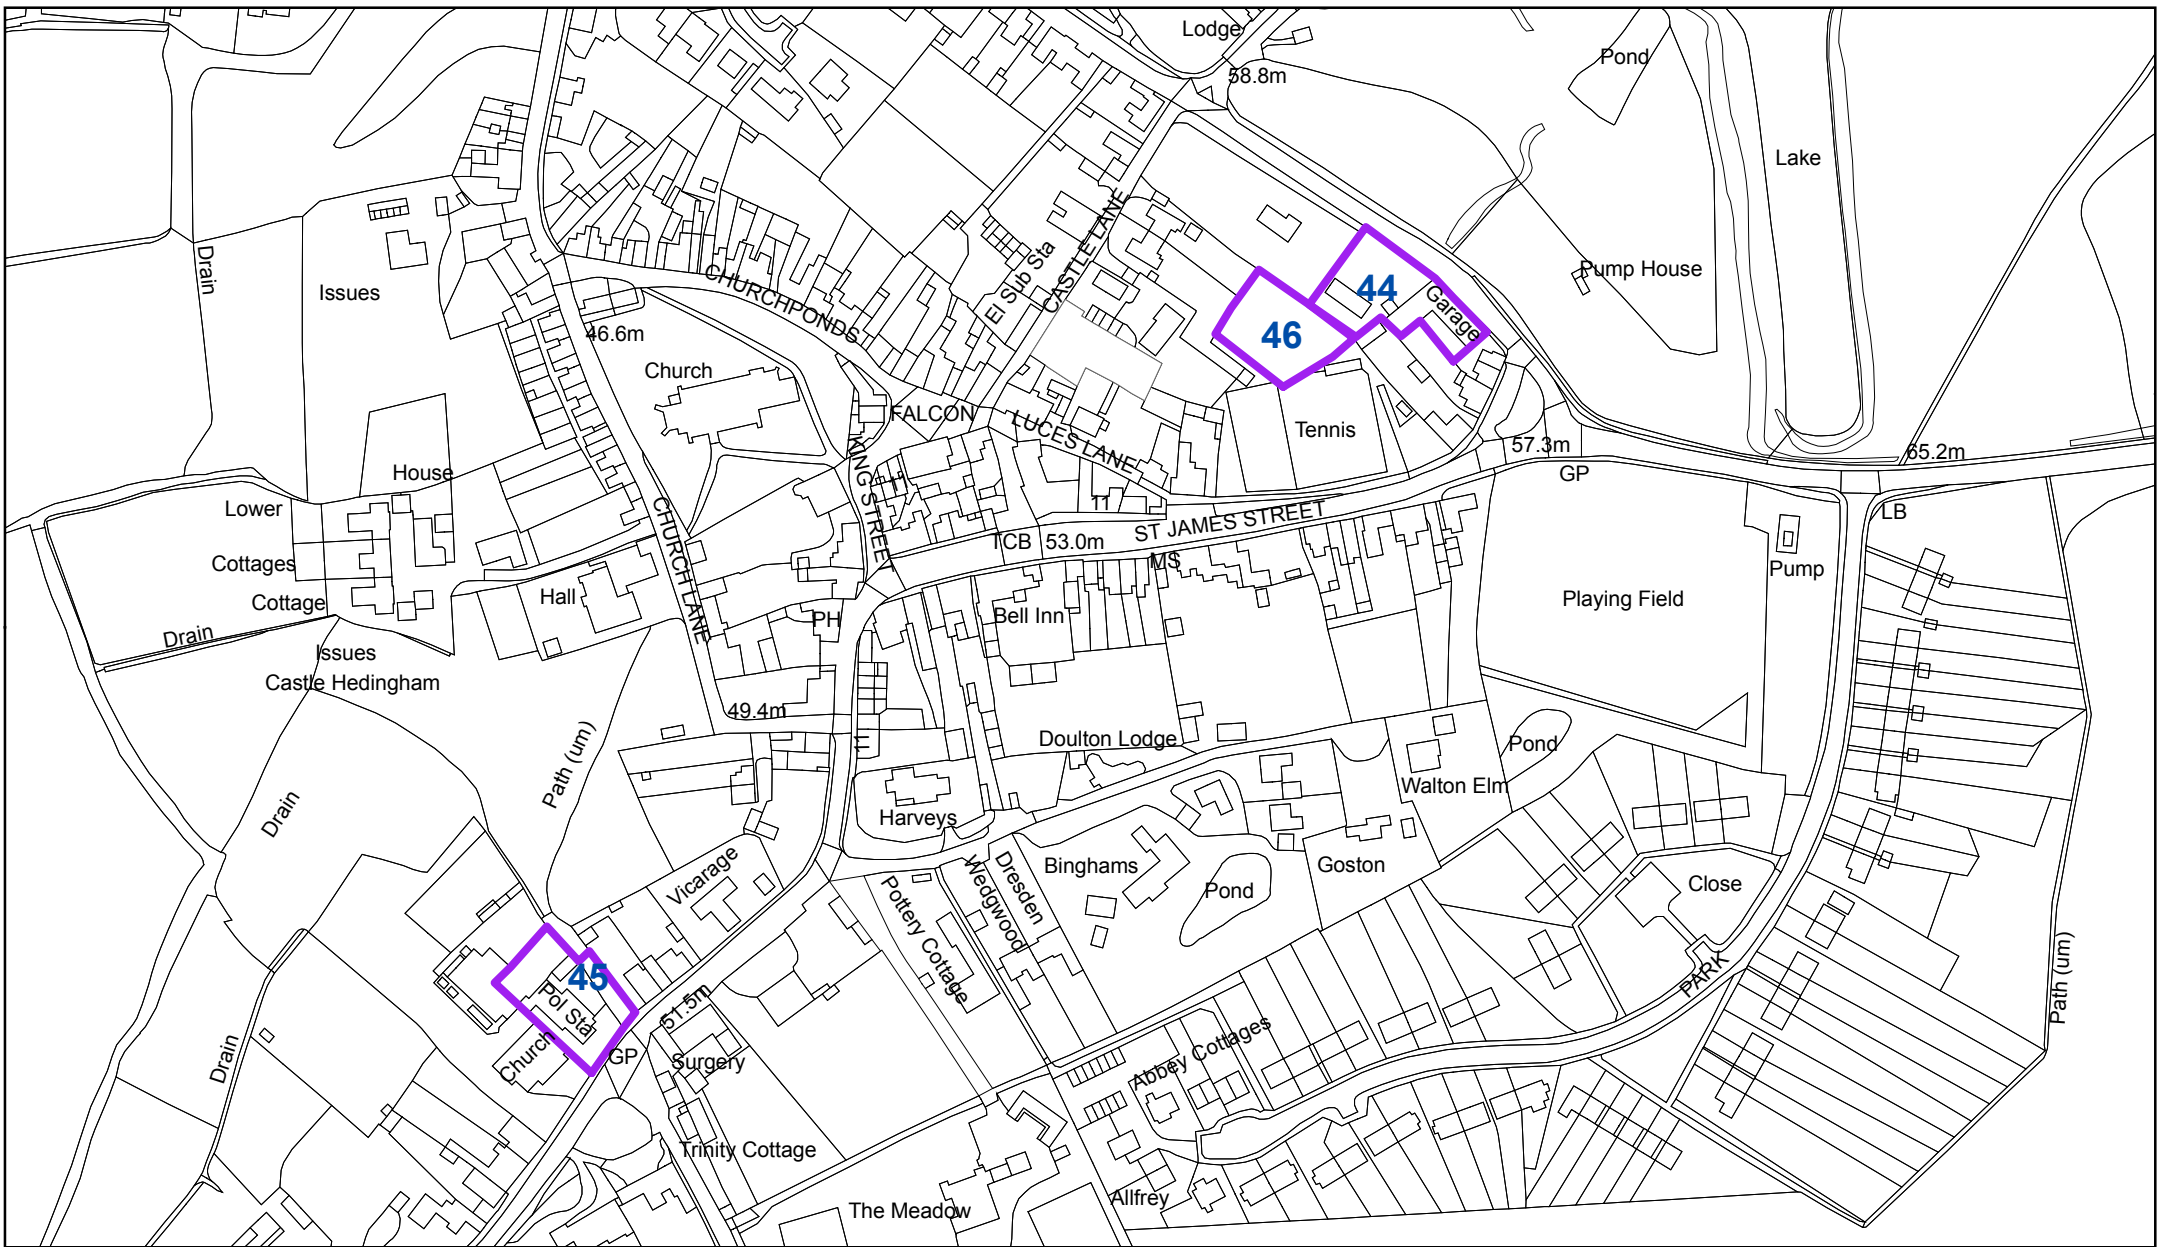 Lodge
58.8m
Pond
Lake
Drain
Issues
CHURCHPONDS
El Sub Sta
CASTLE LANE
44
Garage
Pump House
46
46.6m
Church
FALCON
LUCES LANE
Tennis
57.3m
65.2m
GP
House
Lower
KING STREET
1
11
ST JAMES STREET
LB
CHURCH LANE
TCB
53.0m
MS
Cottages
Cottage
Hall
PH
Bell Inn
Playing Field
Pump
Drain
Issues
Castle Hedingham
49.4m
11
Doulton Lodge
Pond
Path (um)
Walton Elm
Drain
Harveys
Vicarage
Pottery Cottage
Wedgwood
Dresden
Binghams
Pond
Goston
Close
45
Pol Sta
51.5m
PARK
Path (um)
Drain
Church
GP
Surgery
Abbey Cottages
Trinity Cottage
The Meadow
Allfrey